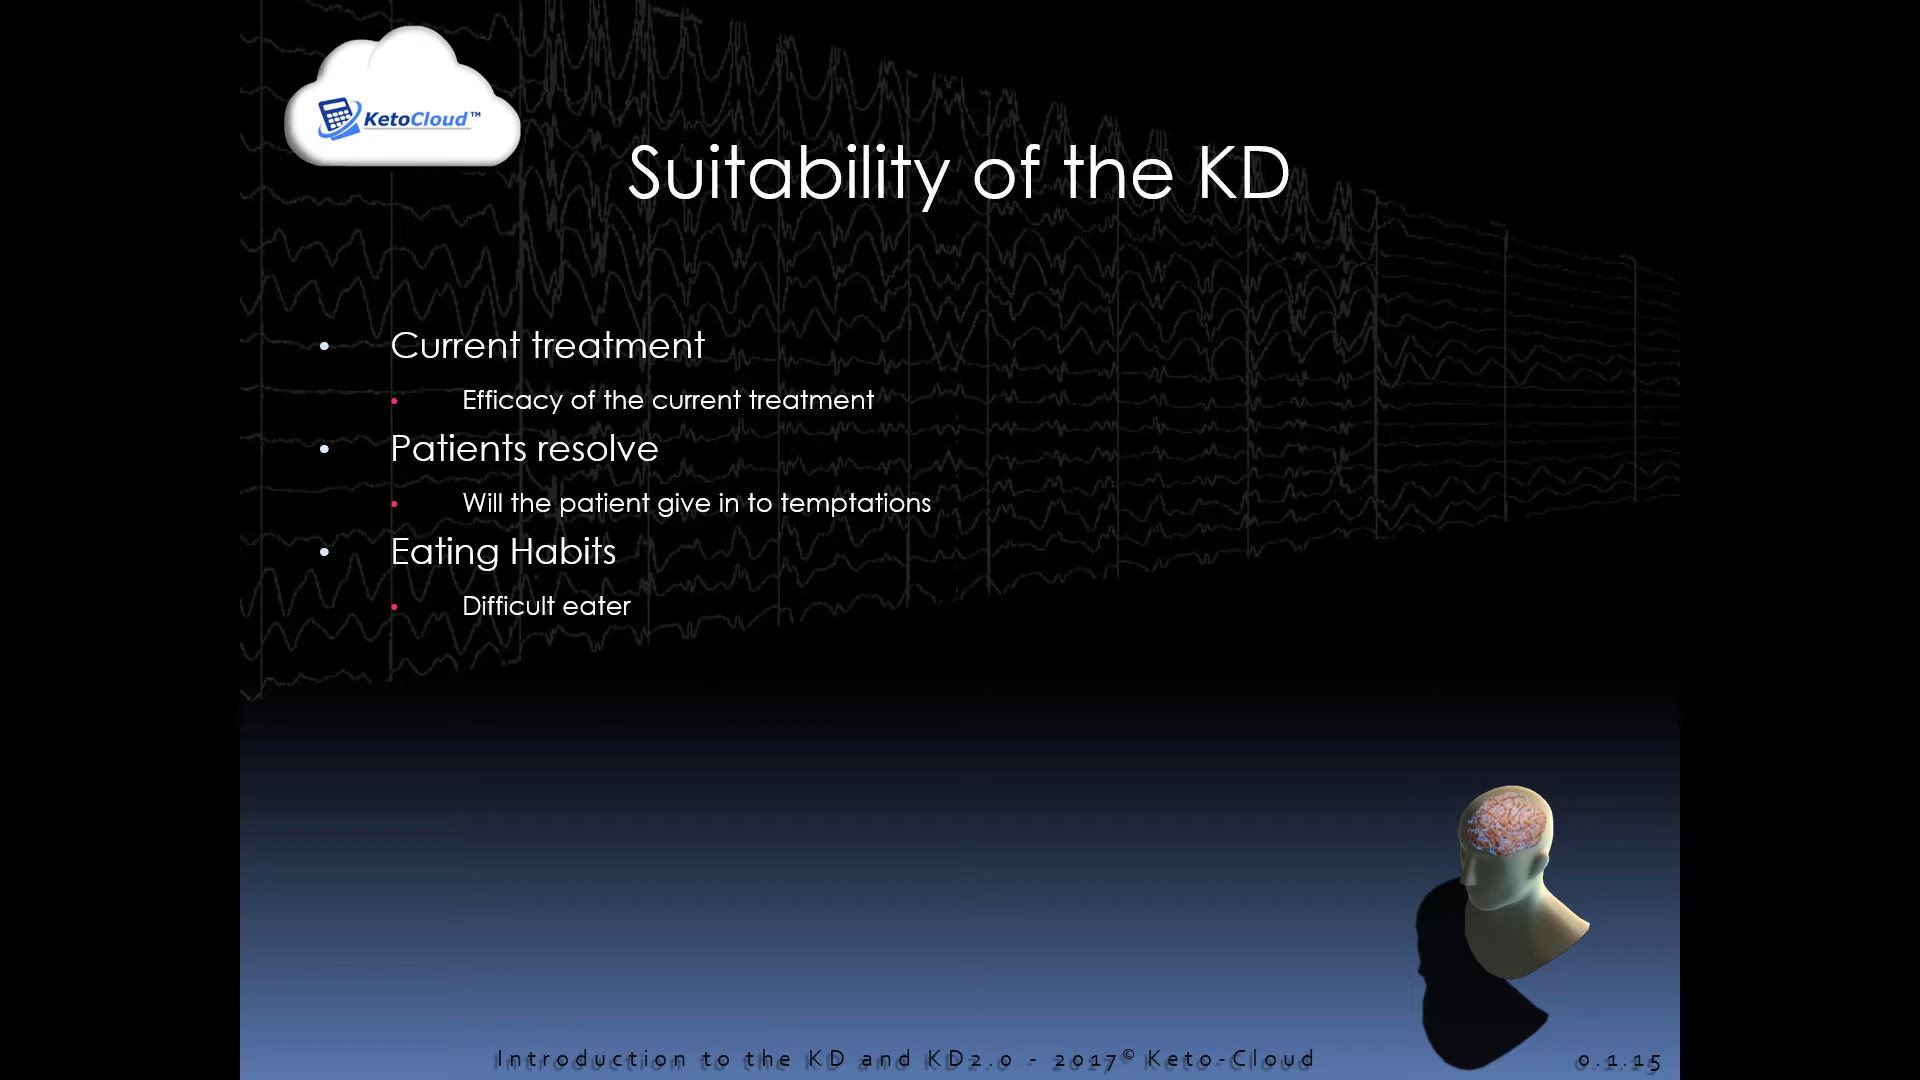 KetoCloud™
Suitability of the KD
• Current treatment
• Efficacy of the current treatment
• Patients resolve
• Will the patient give in to temptations
• Eating Habits
• Difficult eater
Introduction to the KD and KD2.0 - 2017© Keto-Cloud
0.1.15